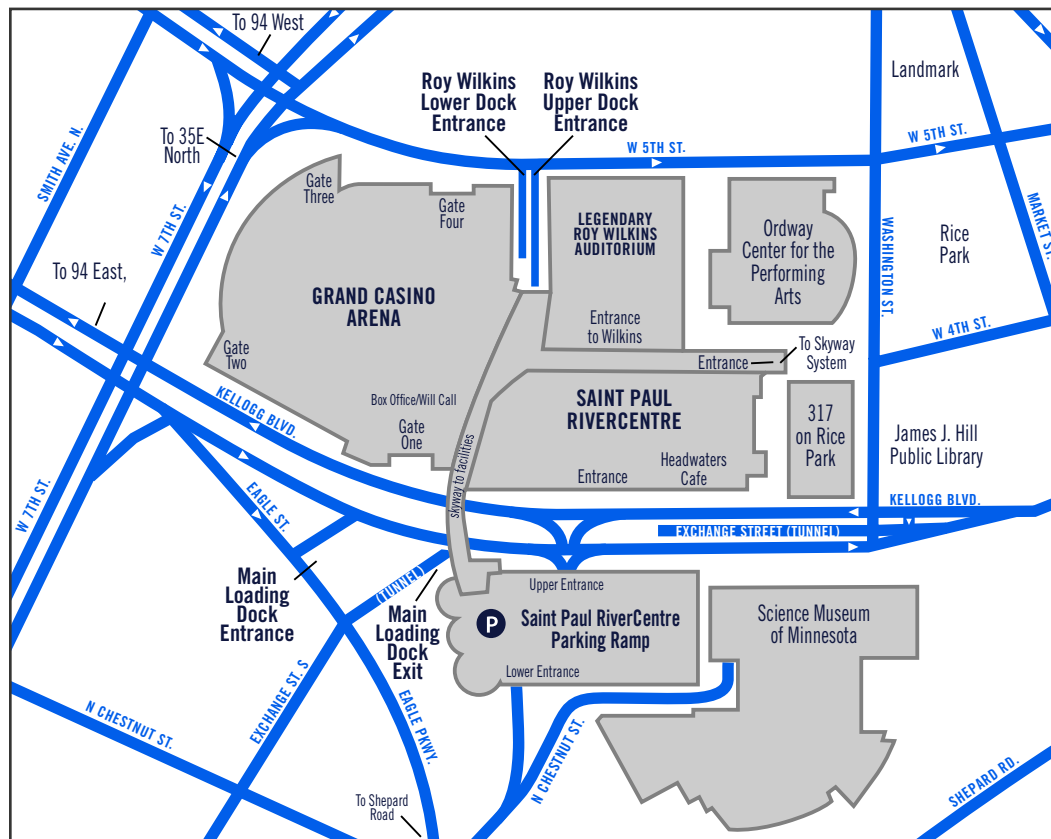 To 94 West
Roy Wilkins
Lower Dock
Entrance
Roy Wilkins
Upper Dock
Entrance
Landmark
To 35E
North
SMITH AVE. N.
W 7TH ST.
W 5TH ST.
W 5TH ST.
MARKET ST.
Gate
Three
Gate
Four
LEGENDARY
ROY WILKINS
AUDITORIUM
Ordway
Center for the
Performing
Arts
WASHINGTON ST.
Rice
Park
To 94 East,
GRAND CASINO
ARENA
Entrance
to Wilkins
W 4TH ST.
Gate
Two
Entrance
To Skyway
System
KELLOGG BLVD.
Box Office/Will Call
Gate
One
SAINT PAUL
RIVERCENTRE
317
on Rice
Park
James J. Hill
Public Library
skyway to facilities
Entrance
Headwaters
Cafe
W 7TH ST.
EAGLE ST.
KELLOGG BLVD.
EXCHANGE STREET (TUNNEL)
Main
Loading
Dock
Entrance
(TUNNEL)
Main
Loading
Dock
Exit
Upper Entrance
P
Saint Paul RiverCentre
Parking Ramp
Lower Entrance
Science Museum
of Minnesota
EXCHANGE ST. S
EAGLE PKWY.
N CHESTNUT ST.
N CHESTNUT ST.
To Shepard
Road
SHEPARD RD.